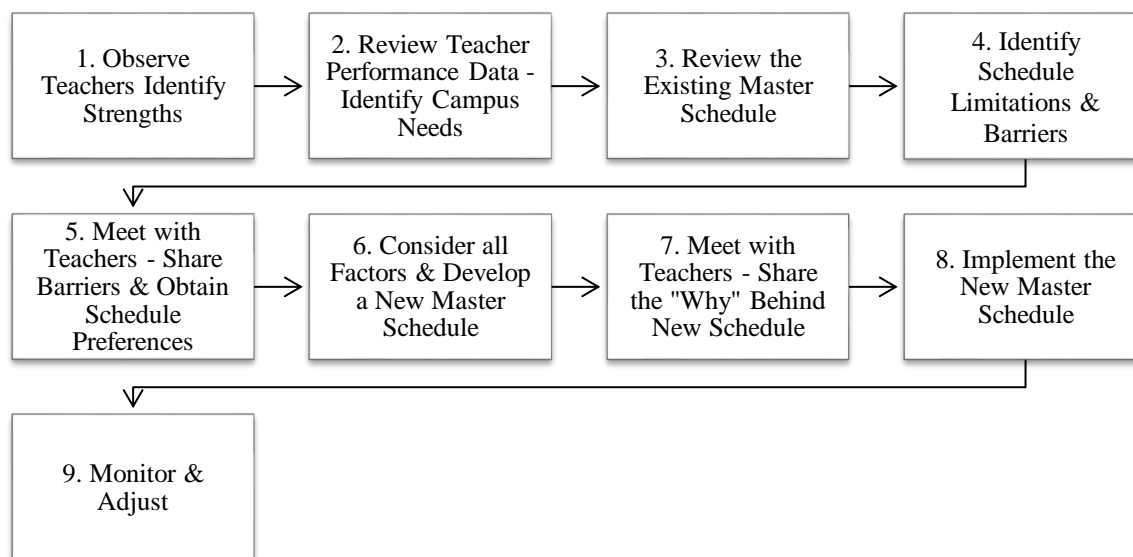 1. Observe
Teachers Identify
Strengths
2. Review Teacher
Performance Data -
Identify Campus
Needs
3. Review the
Existing Master
Schedule
4. Identify
Schedule
Limitations &
Barriers
5. Meet with
Teachers - Share
Barriers & Obtain
Schedule
Preferences
6. Consider all
Factors & Develop
a New Master
Schedule
7. Meet with
Teachers - Share
the "Why" Behind
New Schedule
8. Implement the
New Master
Schedule
9. Monitor &
Adjust